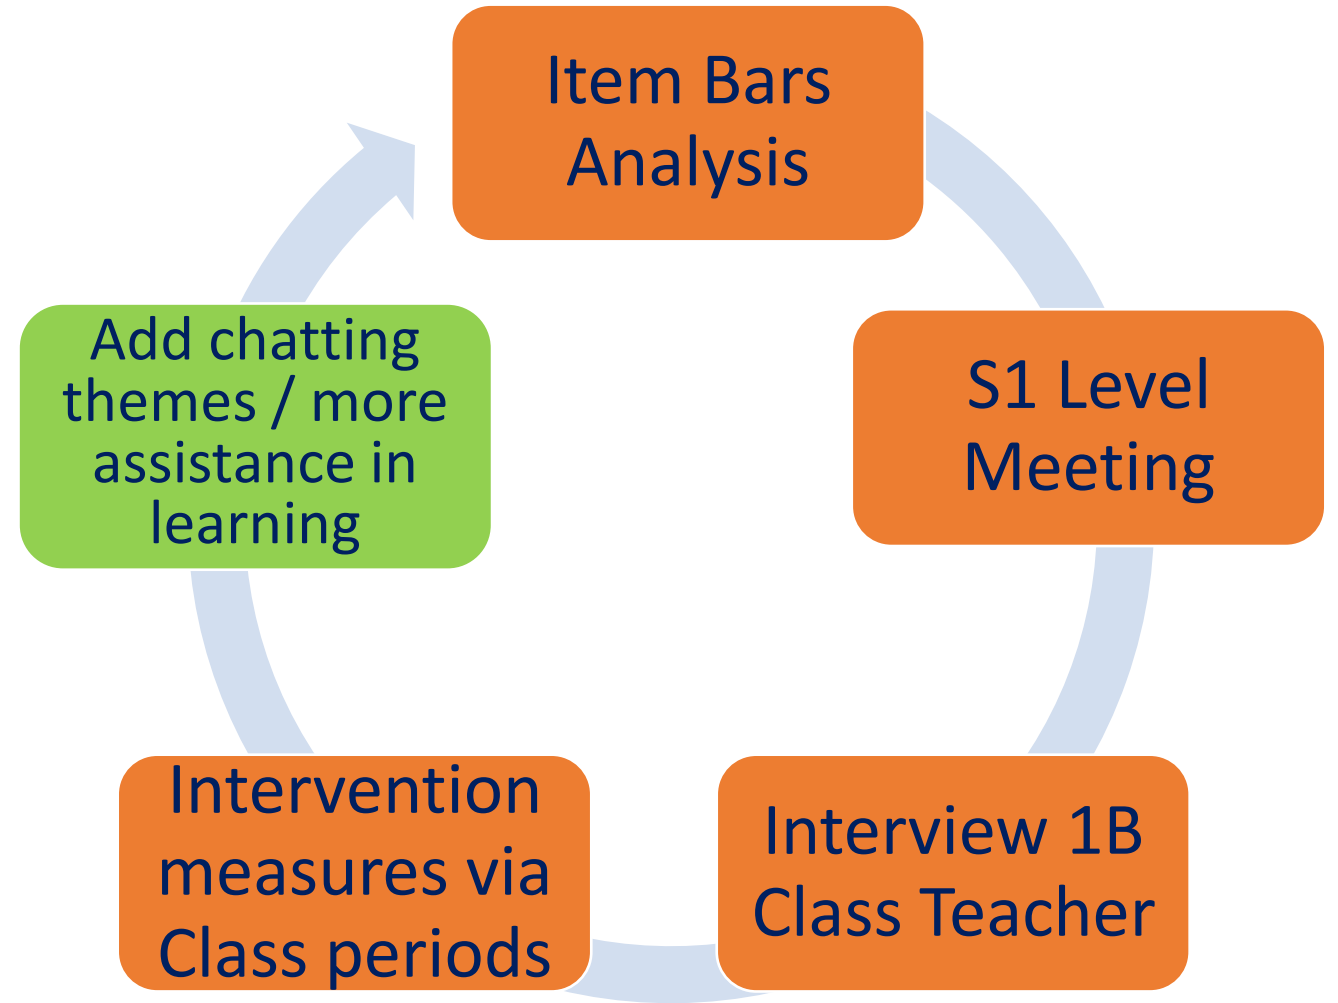 Item Bars
Analysis
S1 Level
Meeting
Interview 1B
Class Teacher
Intervention
measures via
Class periods
Add chatting
themes / more
assistance in
learning